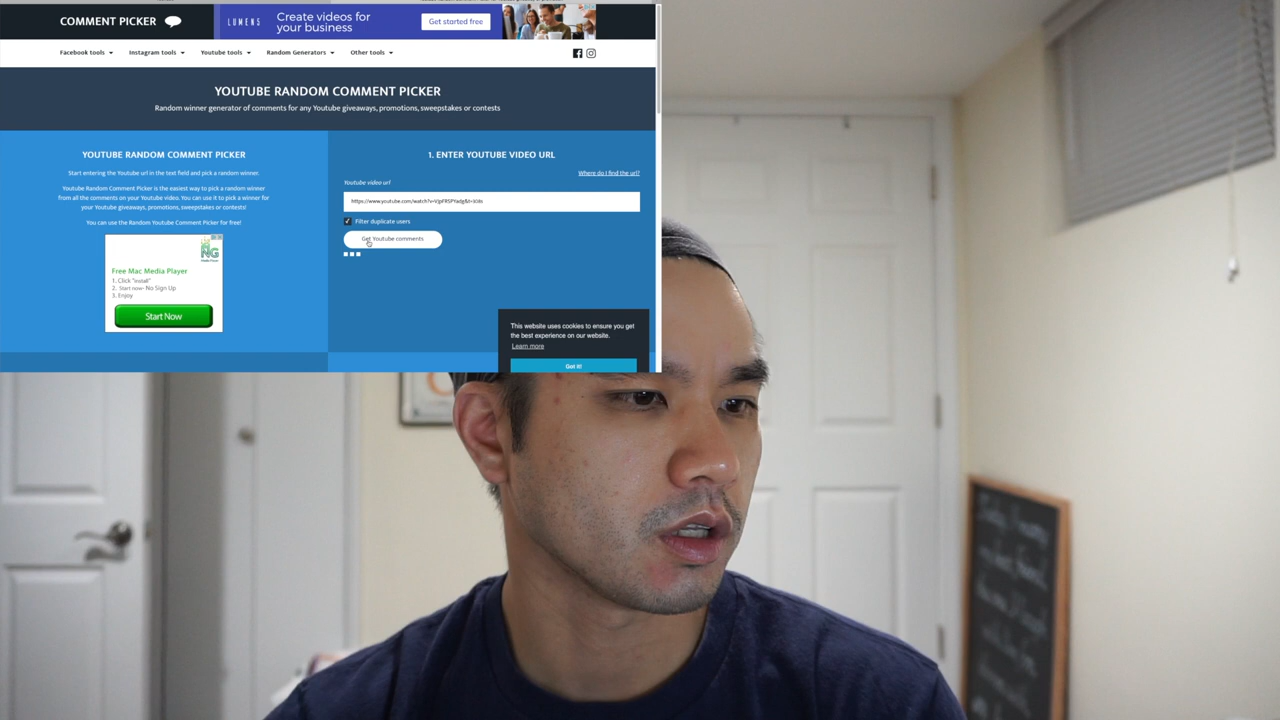 COMMENT PICKER
LUMEN5
Create videos for
your business
Get started free
Facebook tools
Instagram tools
Youtube tools
Random Generators
Other tools
YOUTUBE RANDOM COMMENT PICKER
Random winner generator of comments for any Youtube giveaways, promotions, sweepstakes or contests
YOUTUBE RANDOM COMMENT PICKER
Start entering the Youtube url in the text field and pick a random winner.
Youtube Random Comment Picker is the easiest way to pick a random winner
from all the comments on your Youtube video. You can use it to pick a winner for
your Youtube giveaways, promotions, sweepstakes or contests!
You can use the Random Youtube Comment Picker for free!
NG
Free Mac Media Player
1. Click "install"
2. Start now- No Sign Up
3. Enjoy
Start Now
1. ENTER YOUTUBE VIDEO URL
Where do I find the url?
Youtube video url
Filter duplicate users
Get Youtube comments
This website uses cookies to ensure you get
the best experience on our website.
Learn more
Got it!